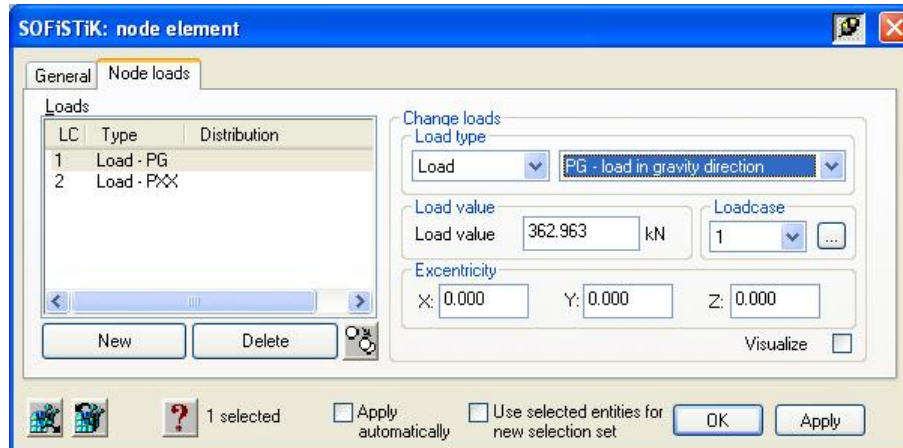 SOFiSTiK: node element
General
Node loads
Loads
LC Type Distribution
1 Load - PG
2 Load - PXX
New
Delete
Change loads
Load type
Load
PG - load in gravity direction
Load value
Load value 362.963 kN
Loadcase
1
...
Excentricity
X: 0.000 Y: 0.000 Z: 0.000
Visualize
? 1 selected
Apply
automatically
Use selected entities for
new selection set
OK
Apply